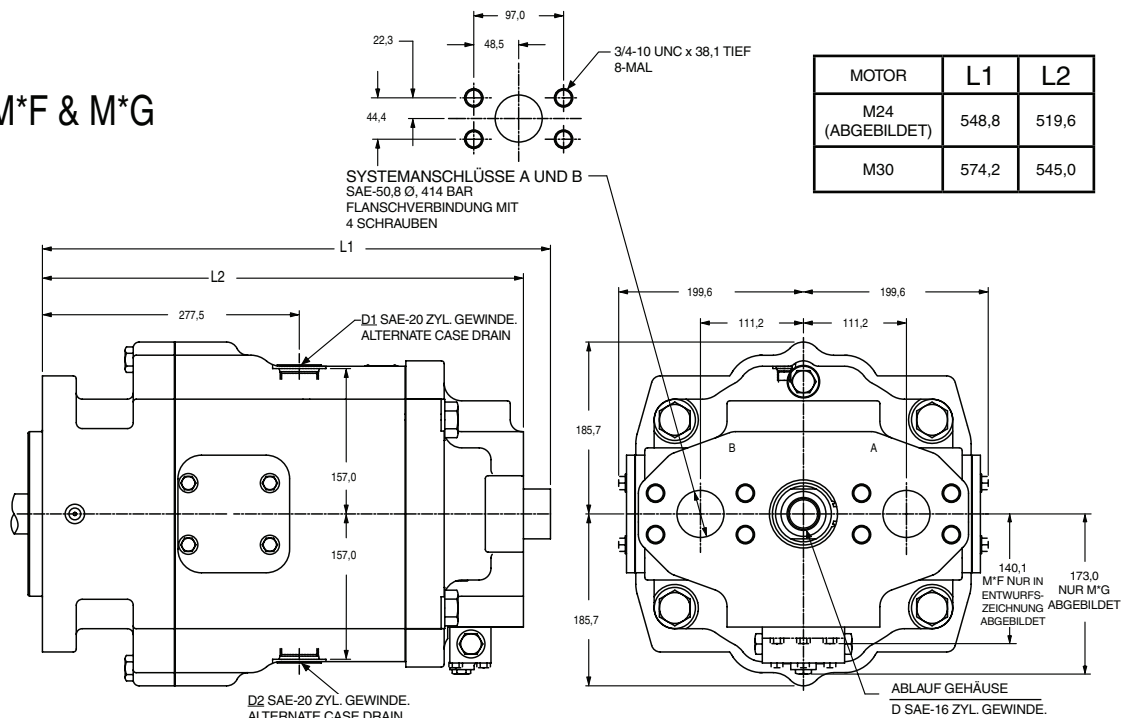 97,0
22,3
48,5
3/4-10 UNC x 38,1 TIEF
8-MAL
M*F & M*G
44,4
SYSTEMANSCHLÜSSE A UND B
SAE-50,8 Ø, 414 BAR
FLANSCHVERBINDUNG MIT
4 SCHRAUBEN
MOTOR L1 L2
M24
(ABGEBILDET) 548,8 519,6
M30 574,2 545,0
L1
L2
277,5
D1 SAE-20 ZYL. GEWINDE.
ALTERNATE CASE DRAIN
157,0
157,0
D2 SAE-20 ZYL. GEWINDE.
ALTERNATE CASE DRAIN
199,6 199,6
111,2 111,2
185,7
B A
185,7
140,1
M*F NUR IN
ENTWURFS-
ZEICHNUNG
ABGEBILDET
173,0
NUR M*G
ABGEBILDET
ABLAUF GEHÄUSE
D SAE-16 ZYL. GEWINDE.